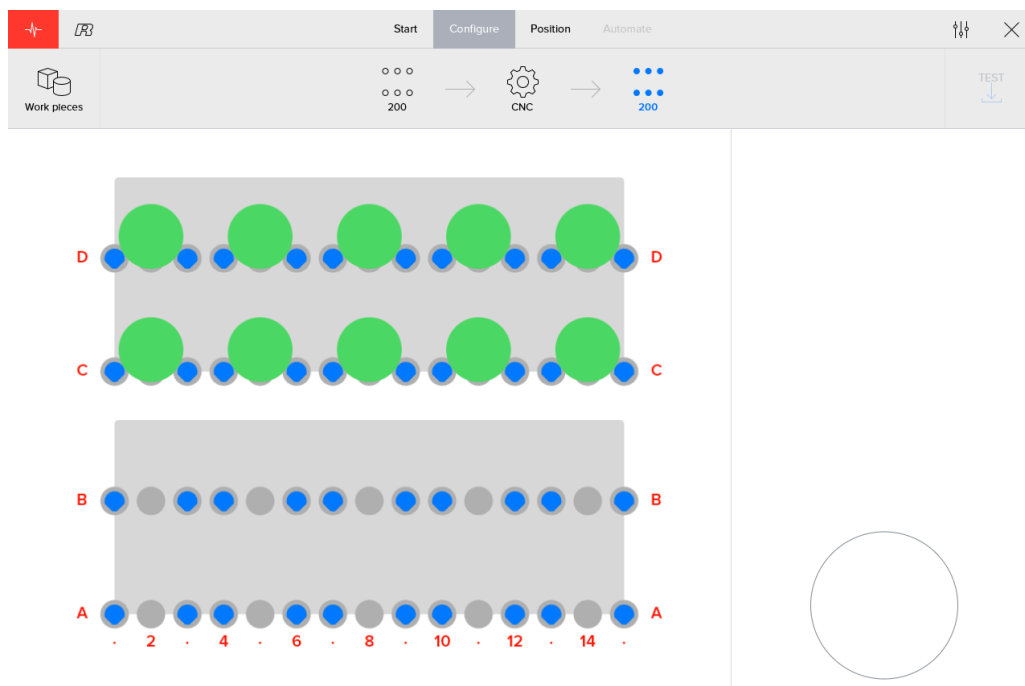 R Start Configure Position Automate
Work pieces 200 CNC 200 TEST
D D
C C
B B
A A
· 2 · 4 · 6 · 8 · 10 · 12 · 14 ·